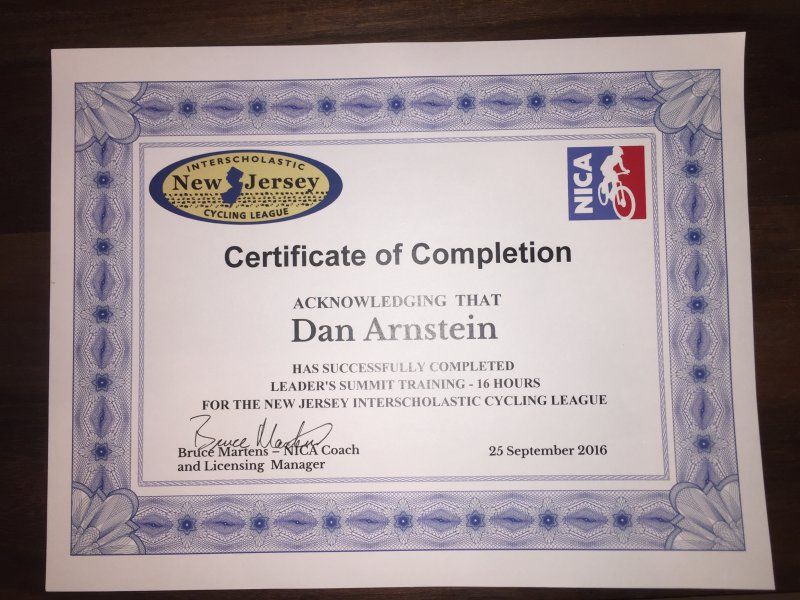 INTERSCHOLASTIC
New Jersey
CYCLING LEAGUE
NICA
Certificate of Completion
ACKNOWLEDGING THAT
Dan Arnstein
HAS SUCCESSFULLY COMPLETED
LEADER'S SUMMIT TRAINING - 16 HOURS
FOR THE NEW JERSEY INTERSCHOLASTIC CYCLING LEAGUE
Bruce Martens
Bruce Martens – NICA Coach
and Licensing Manager
25 September 2016